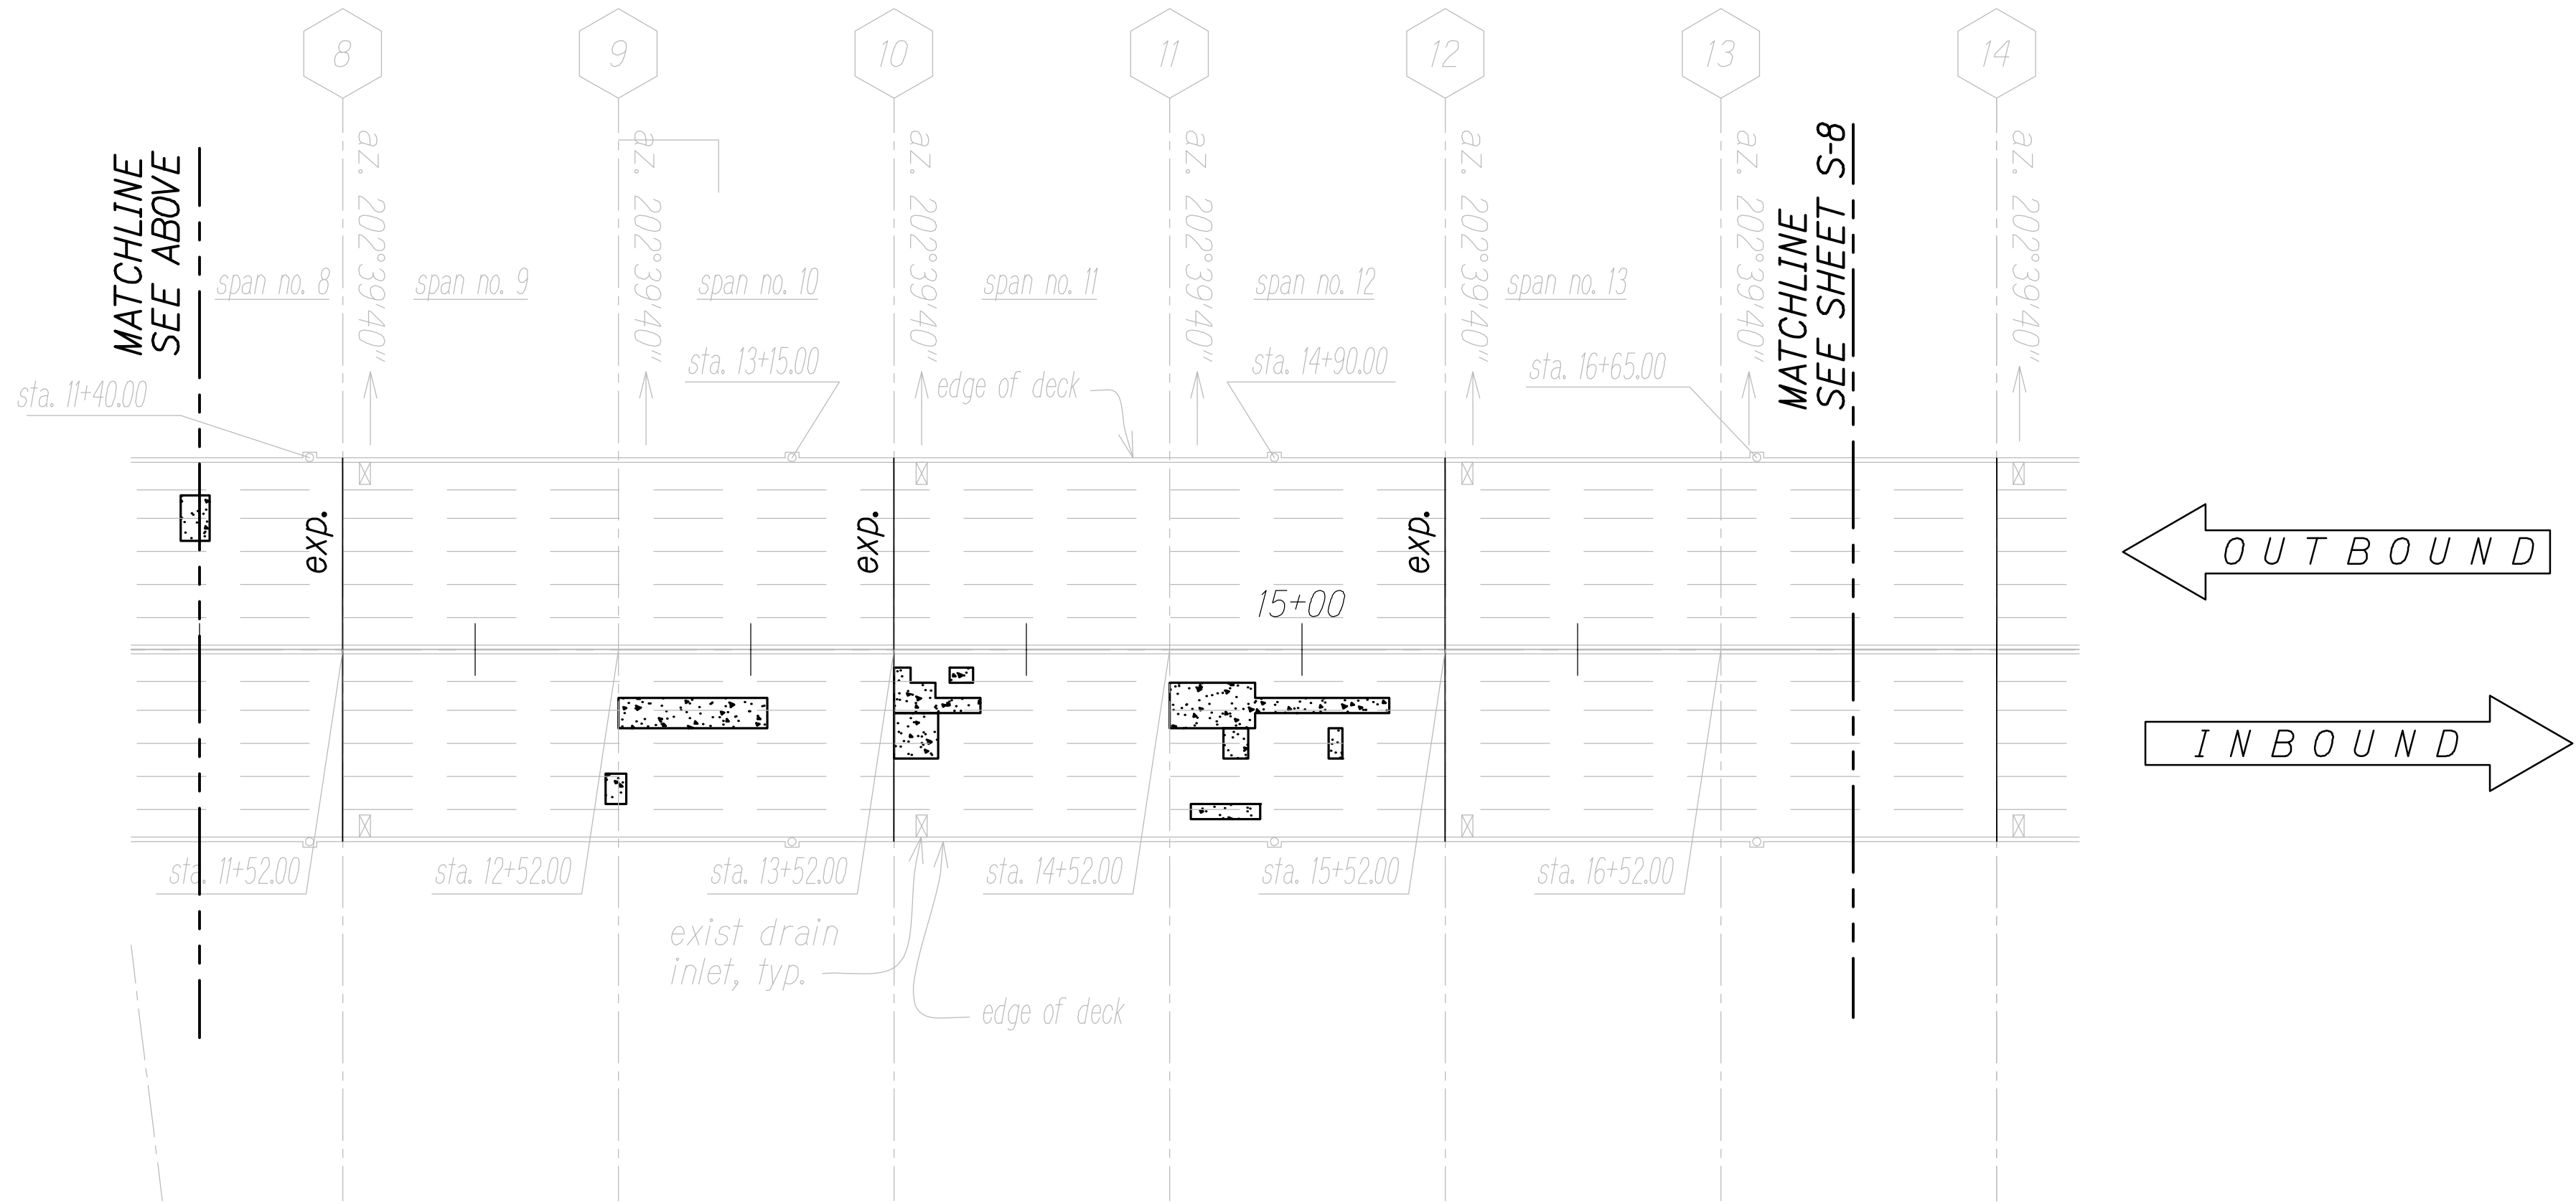 8
9
10
11
12
13
14
MATCHLINE
SEE ABOVE
az. 202°39'40"
az. 202°39'40"
az. 202°39'40"
az. 202°39'40"
az. 202°39'40"
az. 202°39'40"
az. 202°39'40"
MATCHLINE
SEE SHEET S-8
span no. 8
span no. 9
span no. 10
span no. 11
span no. 12
span no. 13
sta. 11+40.00
sta. 13+15.00
edge of deck
sta. 14+90.00
sta. 16+65.00
exp.
exp.
exp.
OUTBOUND
15+00
INBOUND
sta. 11+52.00
sta. 12+52.00
sta. 13+52.00
sta. 14+52.00
sta. 15+52.00
sta. 16+52.00
exist drain
inlet, typ.
edge of deck